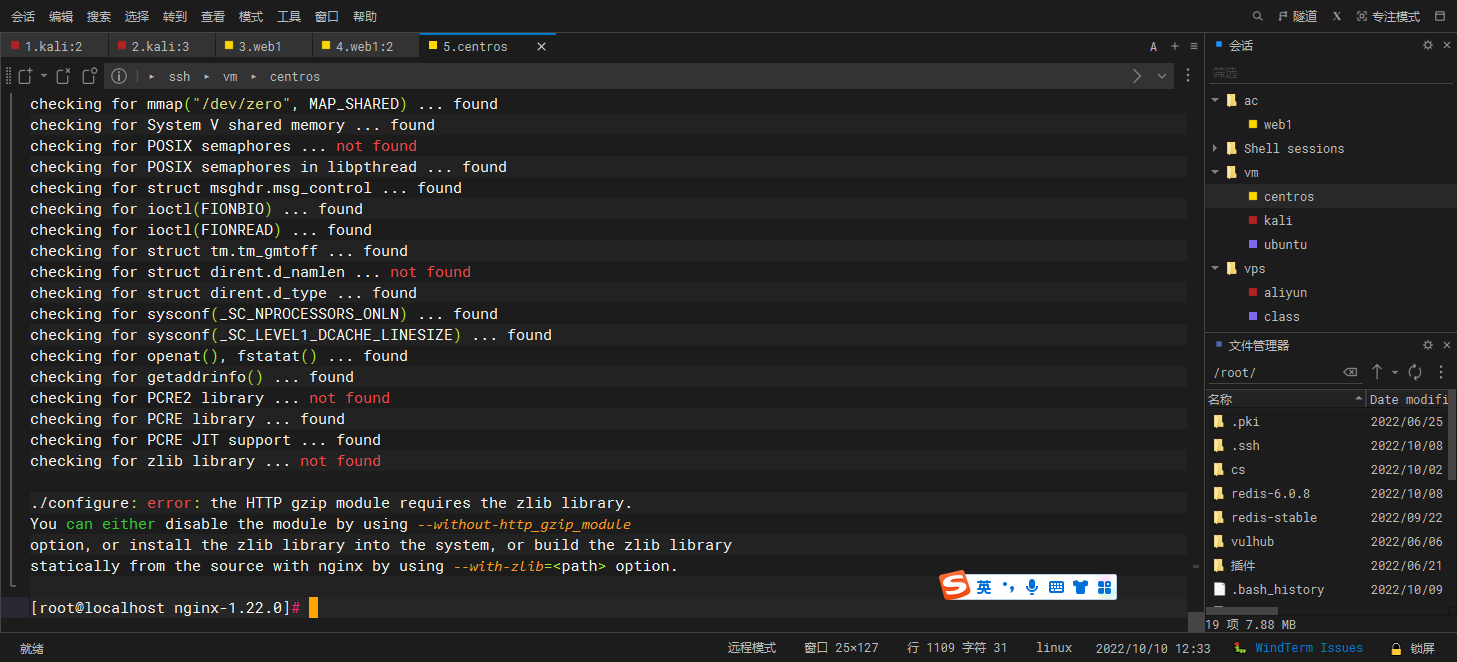 会话 编辑 搜索 选择 转到 查看 模式 工具 窗口 帮助 隧道 X 专注模式
1.kali:2 2.kali:3 3.web1 4.web1:2 5.centros A
ssh vm centros
checking for mmap("/dev/zero", MAP_SHARED) ... found
checking for System V shared memory ... found
checking for POSIX semaphores ... not found
checking for POSIX semaphores in libpthread ... found
checking for struct msghdr.msg_control ... found
checking for ioctl(FIONBIO) ... found
checking for ioctl(FIONREAD) ... found
checking for struct tm.tm_gmtoff ... found
checking for struct dirent.d_namlen ... not found
checking for struct dirent.d_type ... found
checking for sysconf(_SC_NPROCESSORS_ONLN) ... found
checking for sysconf(_SC_LEVEL1_DCACHE_LINESIZE) ... found
checking for openat(), fstatat() ... found
checking for getaddrinfo() ... found
checking for PCRE2 library ... not found
checking for PCRE library ... found
checking for PCRE JIT support ... found
checking for zlib library ... not found
./configure: error: the HTTP gzip module requires the zlib library.
You can either disable the module by using --without-http_gzip_module
option, or install the zlib library into the system, or build the zlib library
statically from the source with nginx by using --with-zlib=<path> option.
[root@localhost nginx-1.22.0]#
S 英
会话
筛选
ac
web1
Shell sessions
vm
centros
kali
ubuntu
vps
aliyun
class
文件管理器
/root/
名称 Date modifi
.pki 2022/06/25
.ssh 2022/10/08
cs 2022/10/02
redis-6.0.8 2022/10/08
redis-stable 2022/09/22
vulhub 2022/06/06
插件 2022/06/21
.bash_history 2022/10/09
19 项 7.88 MB
就绪 远程模式 窗口 25×127 行 1109 字符 31 linux 2022/10/10 12:33 WindTerm Issues 锁屏